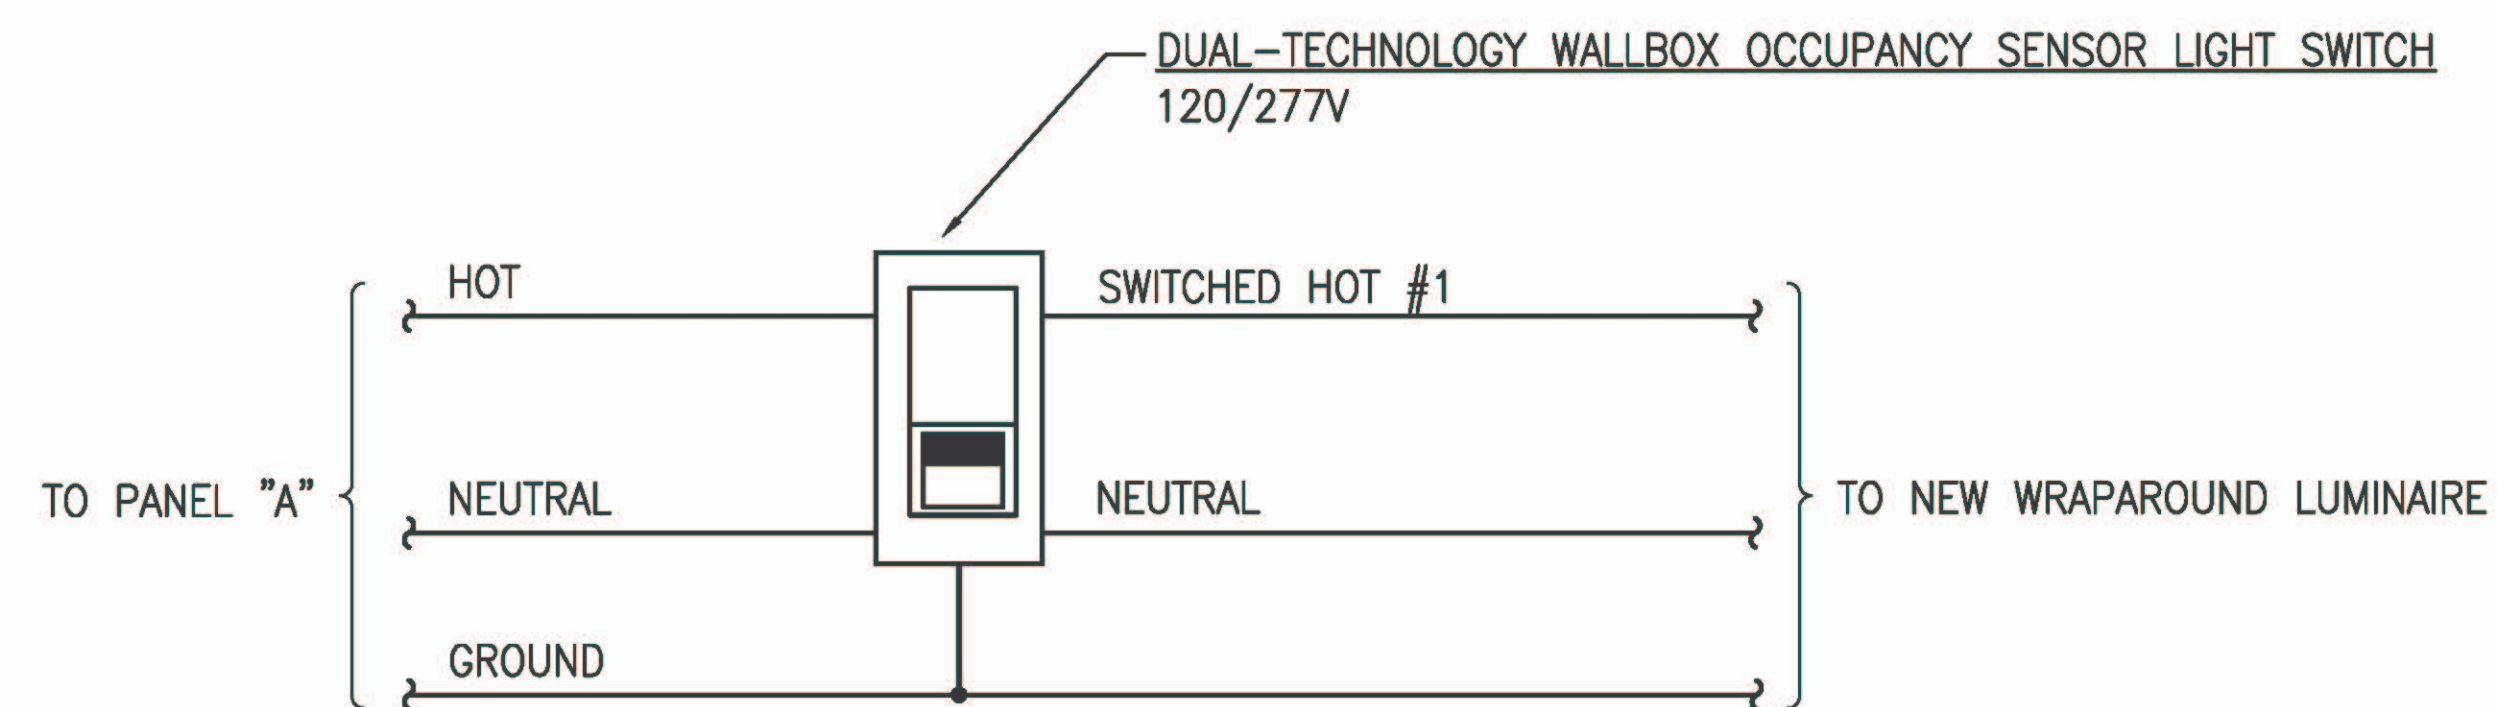 DUAL-TECHNOLOGY WALLBOX OCCUPANCY SENSOR LIGHT SWITCH
120/277V
HOT
SWITCHED HOT #1
TO PANEL "A"
NEUTRAL
NEUTRAL
TO NEW WRAPAROUND LUMINAIRE
GROUND